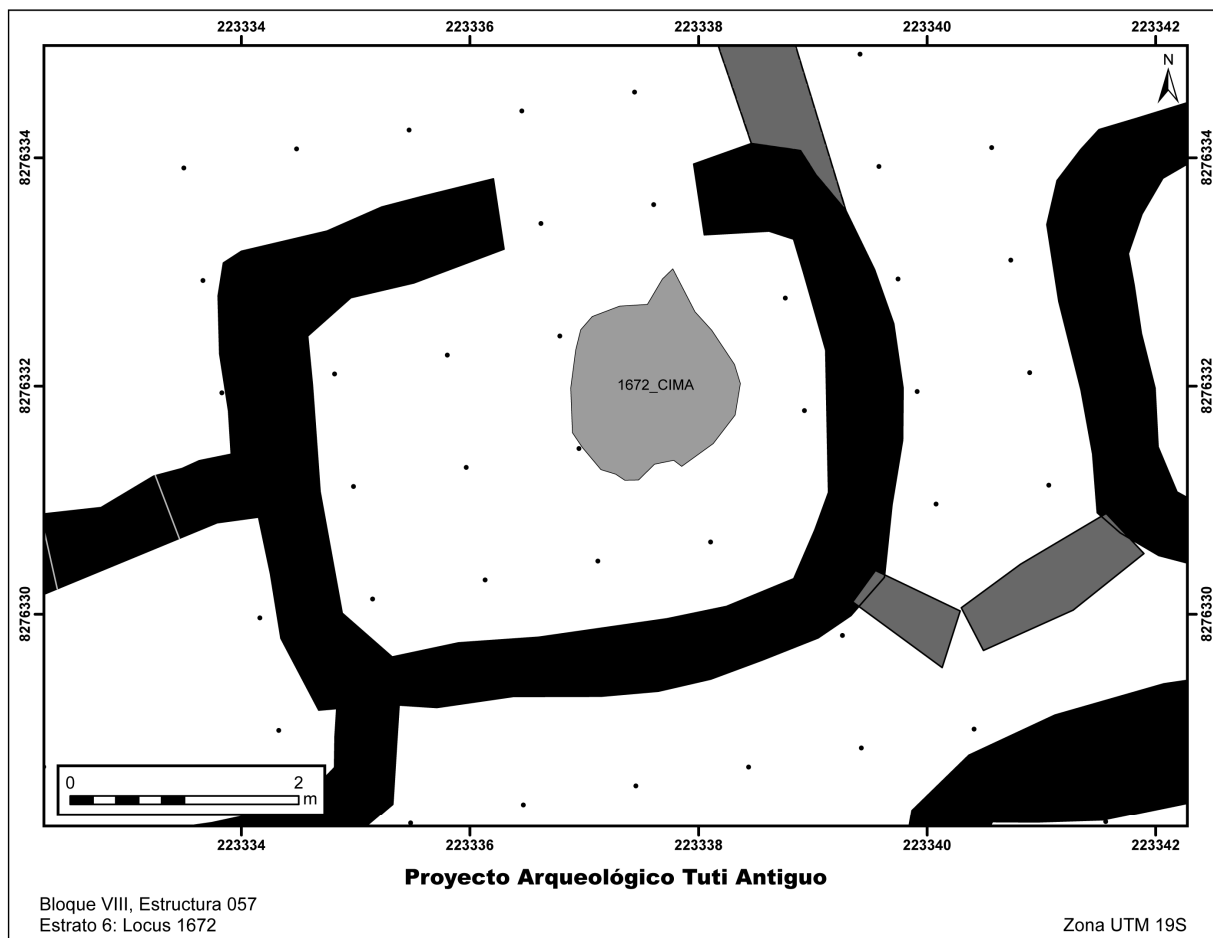 223334 223336 223338 223340 223342
N
8276334 8276334
8276332 8276332
1672_CIMA
8276330 8276330
0 2
m
223334 223336 223338 223340 223342
Proyecto Arqueológico Tuti Antiguo
Bloque VIII, Estructura 057
Estrato 6: Locus 1672
Zona UTM 19S